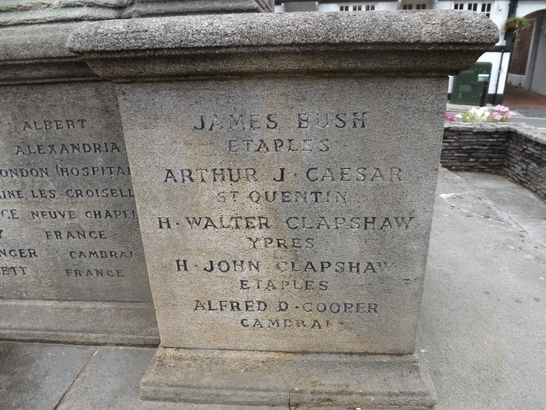 ALBERT
ALEXANDRIA
LONDON HOSPITAL
LES CROISELL
NEUVE CHAPEL
FRANCE
CAMBRAI
FRANCE
JAMES BUSH
ETAPLES
ARTHUR J. CAESAR
ST QUENTIN
H. WALTER CLAPSHAW
YPRES
H. JOHN CLAPSHAW
ETAPLES
ALFRED D. COOPER
CAMBRAI